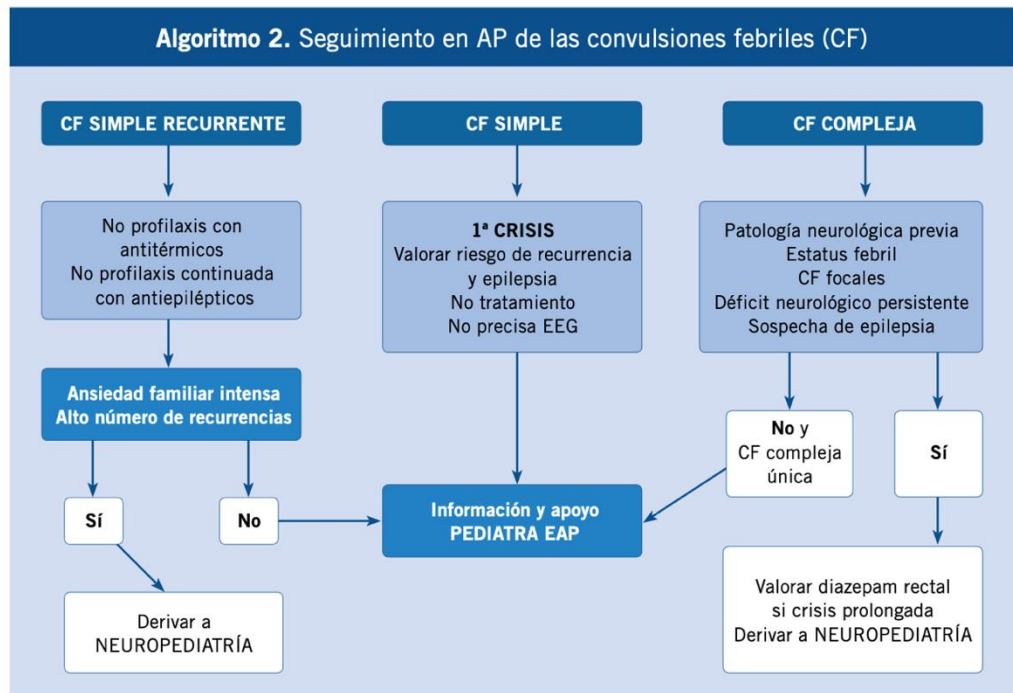 Algoritmo 2. Seguimiento en AP de las convulsiones febriles (CF)
CF SIMPLE RECURRENTE
No profilaxis con
antitérmicos
No profilaxis continuada
con antiepilépticos
Ansiedad familiar intensa
Alto número de recurrencias
Sí
No
Derivar a
NEUROPEDIATRÍA
CF SIMPLE
1ª CRISIS
Valorar riesgo de recurrencia
y epilepsia
No tratamiento
No precisa EEG
Información y apoyo
PEDIATRA EAP
CF COMPLEJA
Patología neurológica previa
Estatus febril
CF focales
Déficit neurológico persistente
Sospecha de epilepsia
No y
CF compleja
única
Sí
Valorar diazepam rectal
si crisis prolongada
Derivar a NEUROPEDIATRÍA